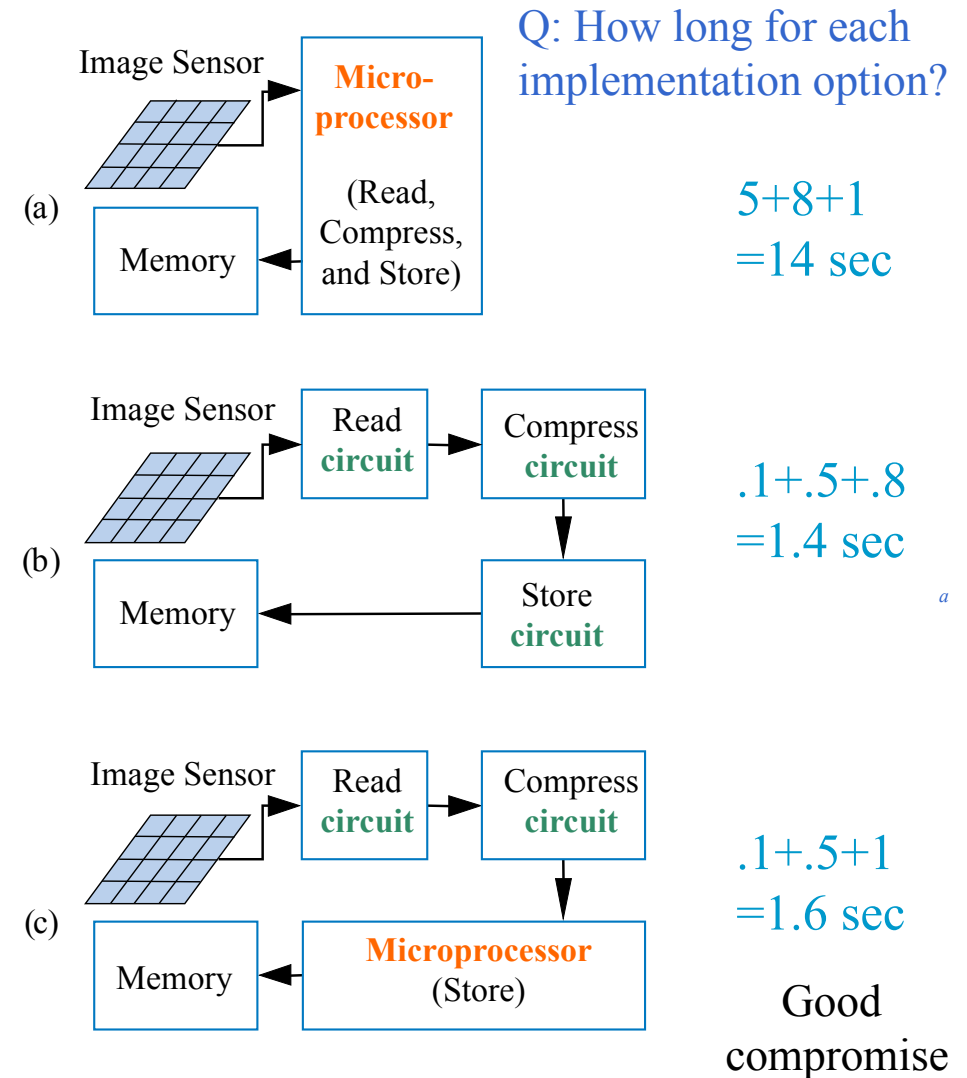 Q: How long for each
implementation option?
Image Sensor
Micro-
processor
(Read,
Compress,
and Store)
(a)
Memory
5+8+1
=14 sec
Image Sensor
Read
circuit
Compress
circuit
.1+.5+.8
=1.4 sec
(b)
Memory
Store
circuit
a
Image Sensor
Read
circuit
Compress
circuit
.1+.5+1
=1.6 sec
(c)
Memory
Microprocessor
(Store)
Good
compromise